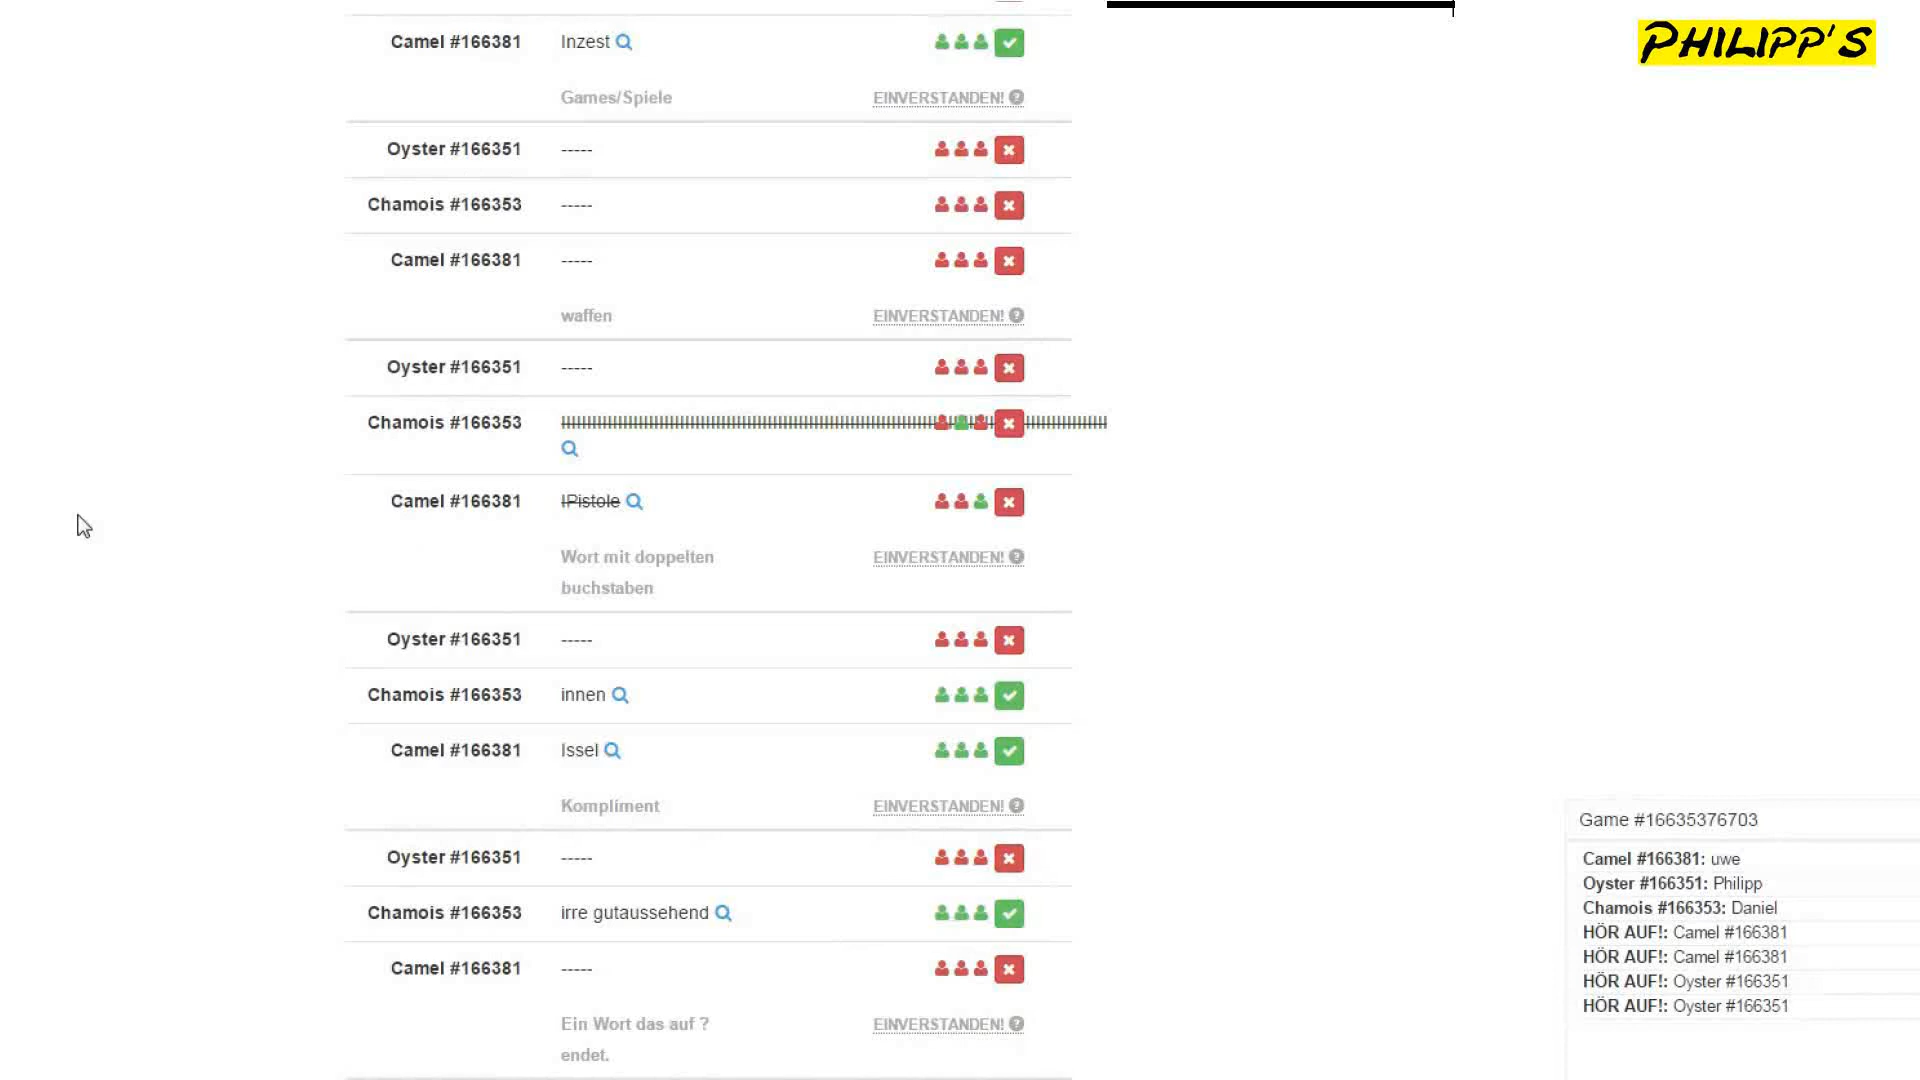 PHILIPP'S
Camel #166381 Inzest
Games/Spiele EINVERSTANDEN!
Oyster #166351 -----
Chamois #166353 -----
Camel #166381 -----
waffen EINVERSTANDEN!
Oyster #166351 -----
Chamois #166353
Camel #166381 IPistole
Wort mit doppelten EINVERSTANDEN!
buchstaben
Oyster #166351 -----
Chamois #166353 innen
Camel #166381 Issel
Kompliment EINVERSTANDEN!
Oyster #166351 -----
Chamois #166353 irre gutaussehend
Camel #166381 -----
Ein Wort das auf ? EINVERSTANDEN!
endet.
Game #16635376703
Camel #166381: uwe
Oyster #166351: Philipp
Chamois #166353: Daniel
HÖR AUF!: Camel #166381
HÖR AUF!: Camel #166381
HÖR AUF!: Oyster #166351
HÖR AUF!: Oyster #166351